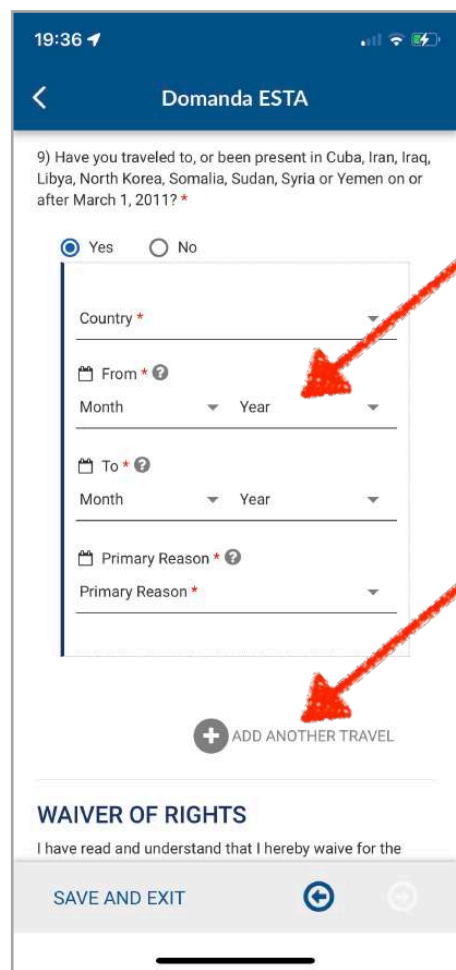 19:36
Domanda ESTA
9) Have you traveled to, or been present in Cuba, Iran, Iraq,
Libya, North Korea, Somalia, Sudan, Syria or Yemen on or
after March 1, 2011? *
Yes No
Country *
From * ?
Month Year
To * ?
Month Year
Primary Reason * ?
Primary Reason *
ADD ANOTHER TRAVEL
WAIVER OF RIGHTS
I have read and understand that I hereby waive for the
SAVE AND EXIT